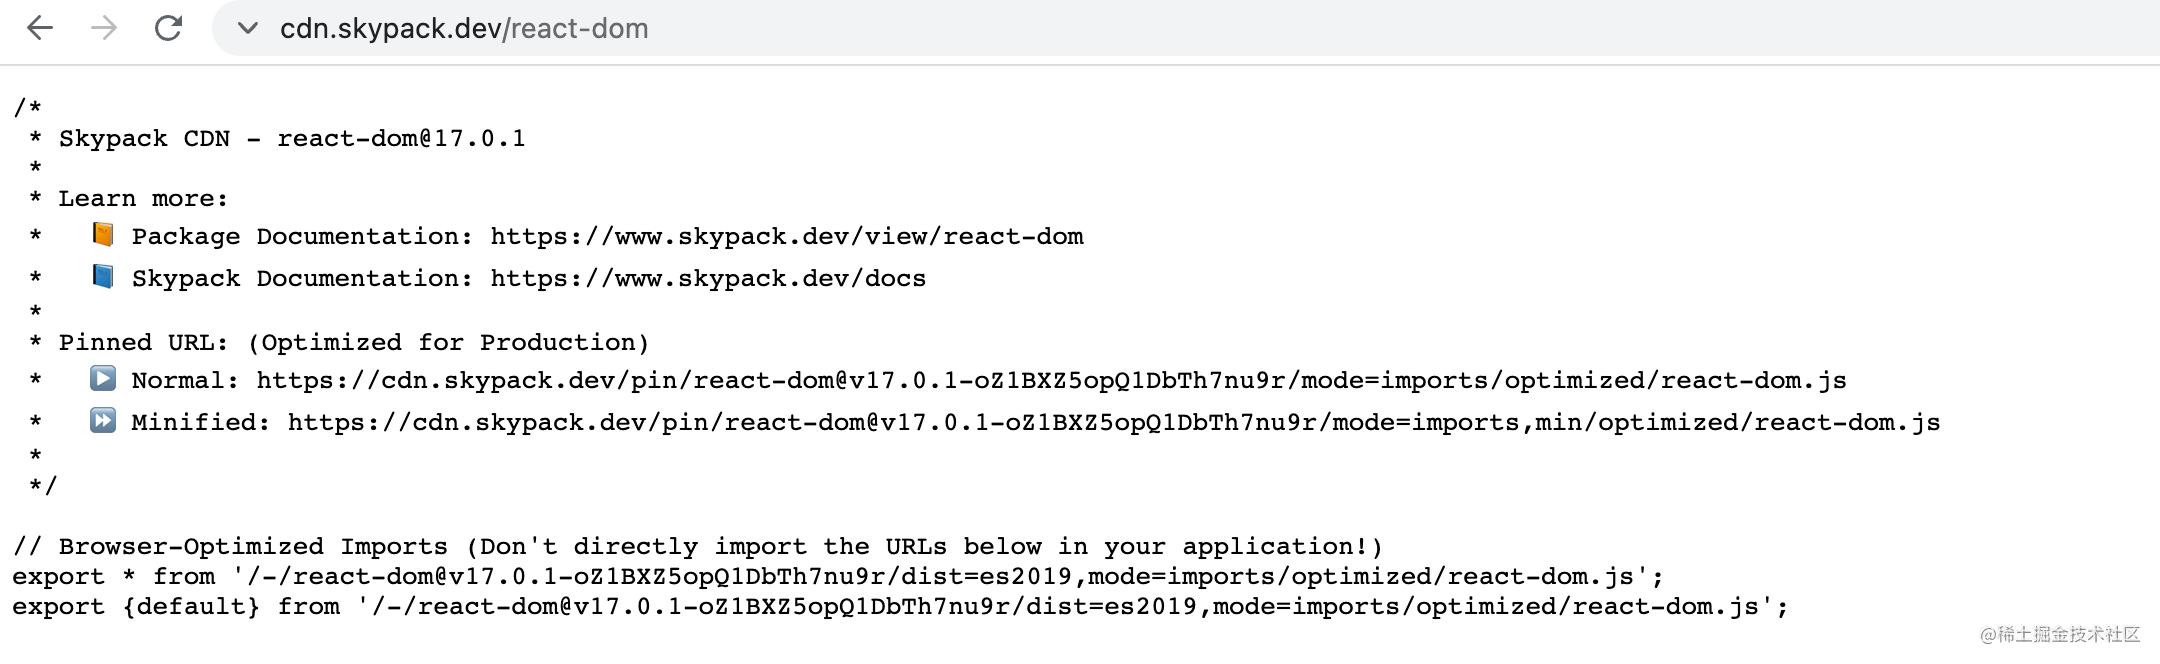 cdn.skypack.dev/react-dom
/*
* Skypack CDN - react-dom@17.0.1
*
* Learn more:
* 📙 Package Documentation: https://www.skypack.dev/view/react-dom
* 📘 Skypack Documentation: https://www.skypack.dev/docs
*
* Pinned URL: (Optimized for Production)
* ▶️ Normal: https://cdn.skypack.dev/pin/react-dom@v17.0.1-oZ1BXZ5opQ1DbTh7nu9r/mode=imports/optimized/react-dom.js
* ⏩ Minified: https://cdn.skypack.dev/pin/react-dom@v17.0.1-oZ1BXZ5opQ1DbTh7nu9r/mode=imports,min/optimized/react-dom.js
*
*/
// Browser-Optimized Imports (Don't directly import the URLs below in your application!)
export * from '/-/react-dom@v17.0.1-oZ1BXZ5opQ1DbTh7nu9r/dist=es2019,mode=imports/optimized/react-dom.js';
export {default} from '/-/react-dom@v17.0.1-oZ1BXZ5opQ1DbTh7nu9r/dist=es2019,mode=imports/optimized/react-dom.js';
@稀土掘金技术社区